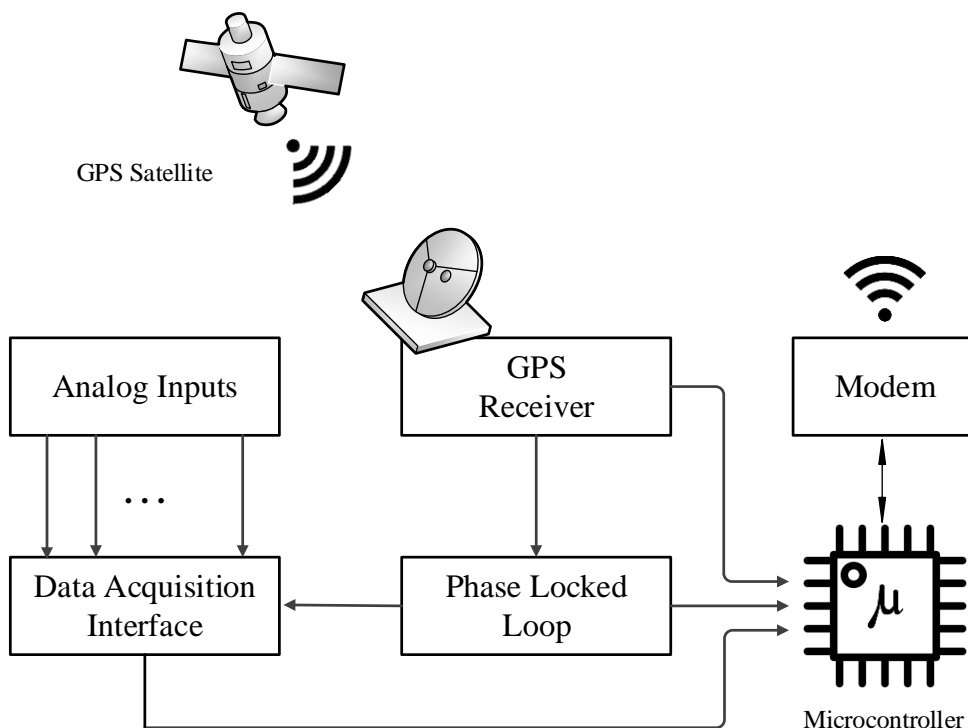 GPS Satellite
Analog Inputs
GPS
Receiver
Modem
...
Data Acquisition
Interface
Phase Locked
Loop
μ
Microcontroller